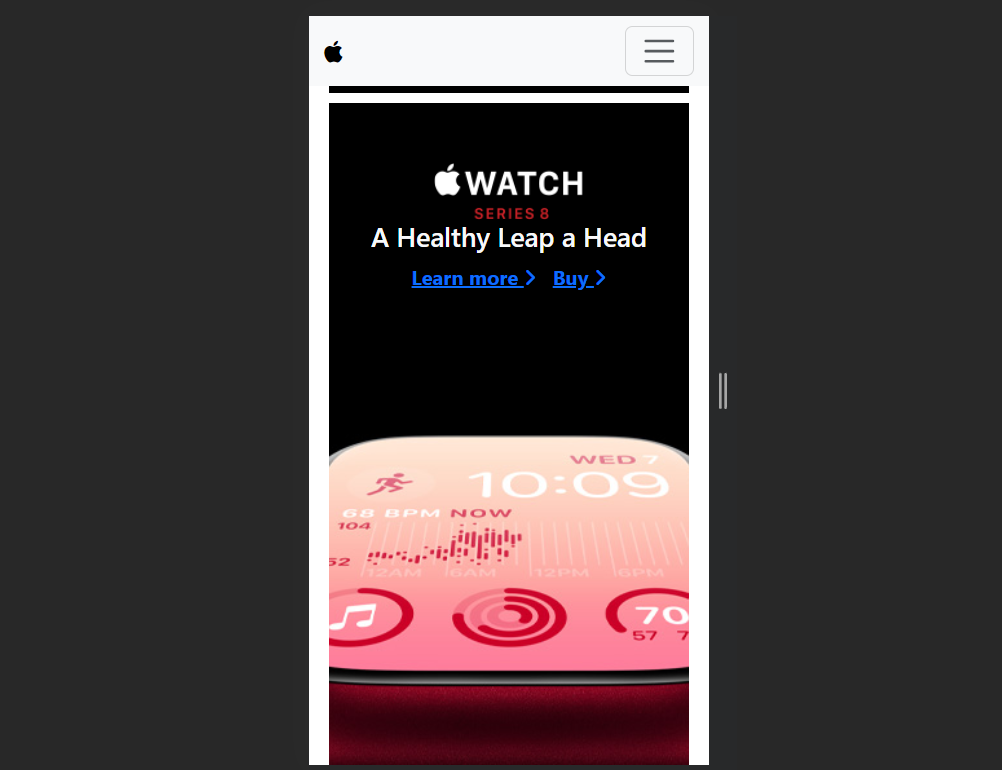 WATCH
SERIES 8
A Healthy Leap a Head
Learn more Buy
WED 7
10:09
68 BPM NOW
104
52
12AM 6AM 12PM 6PM
70
57 7